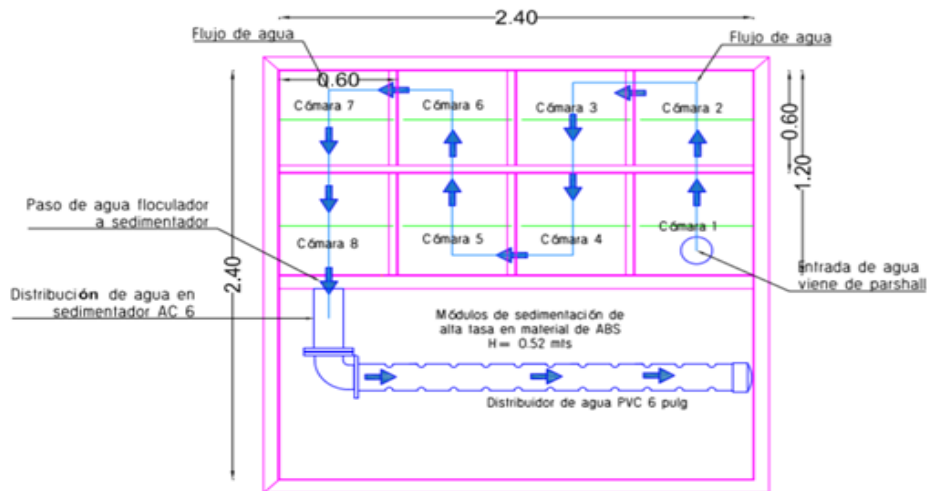 2.40
Flujo de agua
Flujo de agua
0.60
Cámara 7
Cámara 6
Cámara 3
Cámara 2
0.60
1.20
Paso de agua floculador
a sedimentador
Cámara 8
Cámara 5
Cámara 4
Cámara 1
2.40
Entrada de agua
viene de parshall
Distribución de agua en
sedimentador AC 6
Módulos de sedimentación de
alta tasa en material de ABS
H= 0.52 mts
Distribuidor de agua PVC 6 pulg